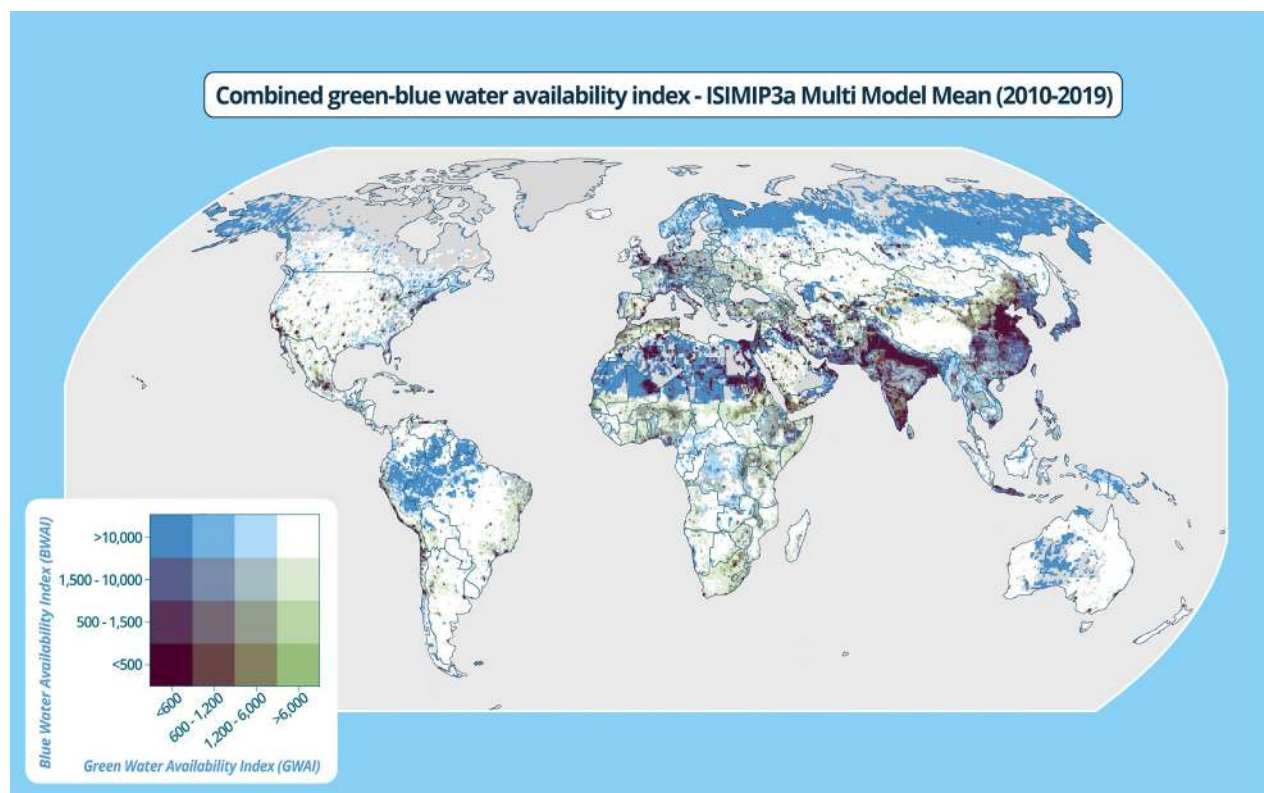 Combined green-blue water availability index - ISIMIP3a Multi Model Mean (2010-2019)
Blue Water Availability Index (BWAI)
>10,000
1,500 - 10,000
500 - 1,500
<500
<600
600 - 1,200
1,200 - 6,000
>6,000
Green Water Availability Index (GWAI)